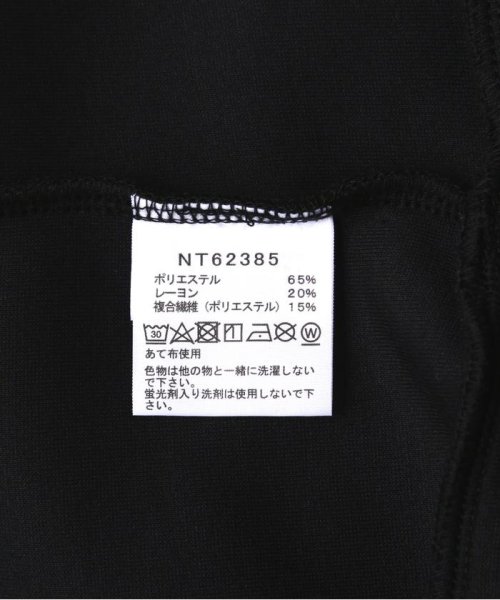 NT62385
ポリエステル 65%
レーヨン 20%
複合繊維(ポリエステル) 15%
30 W
あて布使用
色物は他の物と一緒に洗濯しない
で下さい。
蛍光剤入り洗剤は使用しないで下
さい。